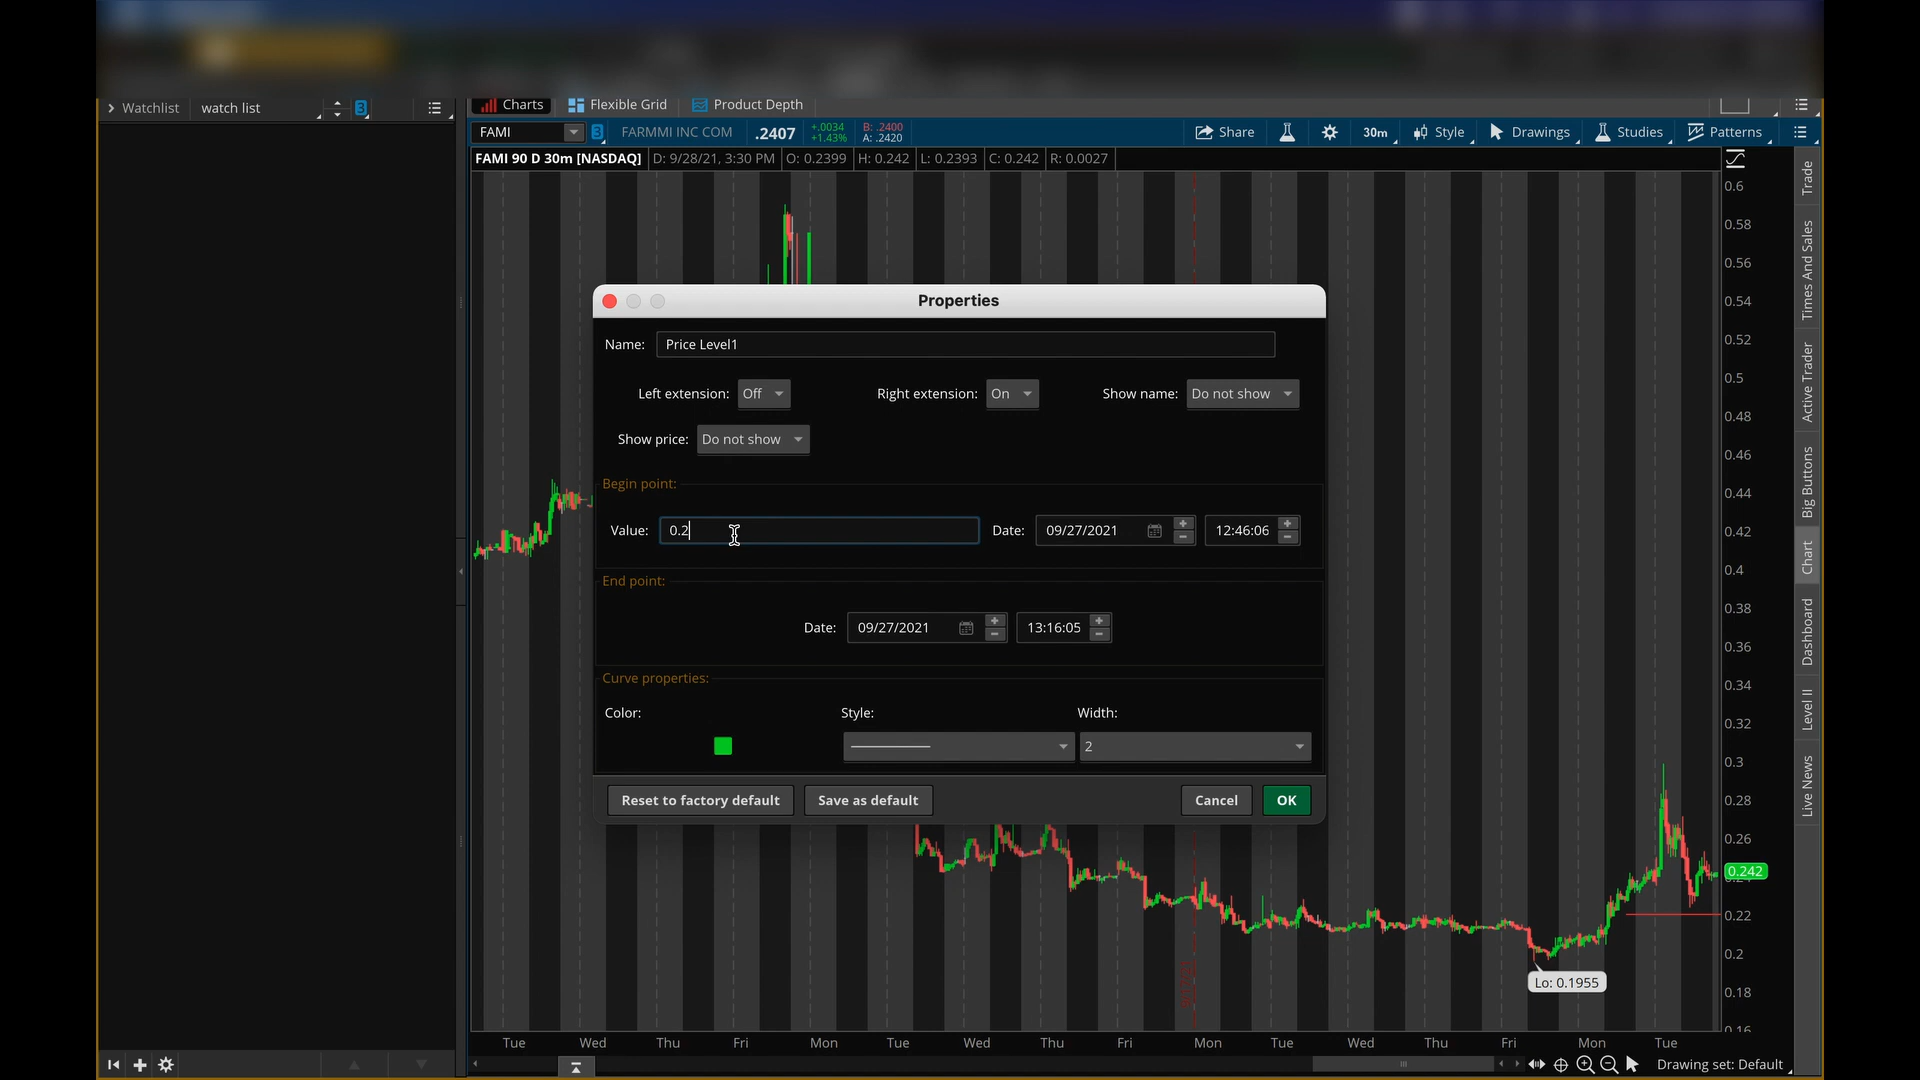 Watchlist watch list 3
Charts Flexible Grid Product Depth
FAMI 3 FARMMI INC COM .2407 +.0034 +1.43% B: .2400 A: .2420 Share 30m Style Drawings Studies Patterns
FAMI 90 D 30m [NASDAQ] D: 9/28/21, 3:30 PM O: 0.2399 H: 0.242 L: 0.2393 C: 0.242 R: 0.0027
Properties
Name: Price Level1
Left extension: Off Right extension: On Show name: Do not show
Show price: Do not show
Begin point:
Value: 0.2 Date: 09/27/2021 12:46:06
End point:
Date: 09/27/2021 13:16:05
Curve properties:
Color: Style: Width:
2
Reset to factory default Save as default Cancel OK
0.6
0.58
0.56
0.54
0.52
0.5
0.48
0.46
0.44
0.42
0.4
0.38
0.36
0.34
0.32
0.3
0.28
0.26
0.242
0.22
0.2
0.18
0.16
Lo: 0.1955
Trade
Times And Sales
Active Trader
Big Buttons
Chart
Dashboard
Level II
Live News
Tue Wed Thu Fri Mon Tue Wed Thu Fri Mon Tue Wed Thu Fri Mon Tue
Drawing set: Default